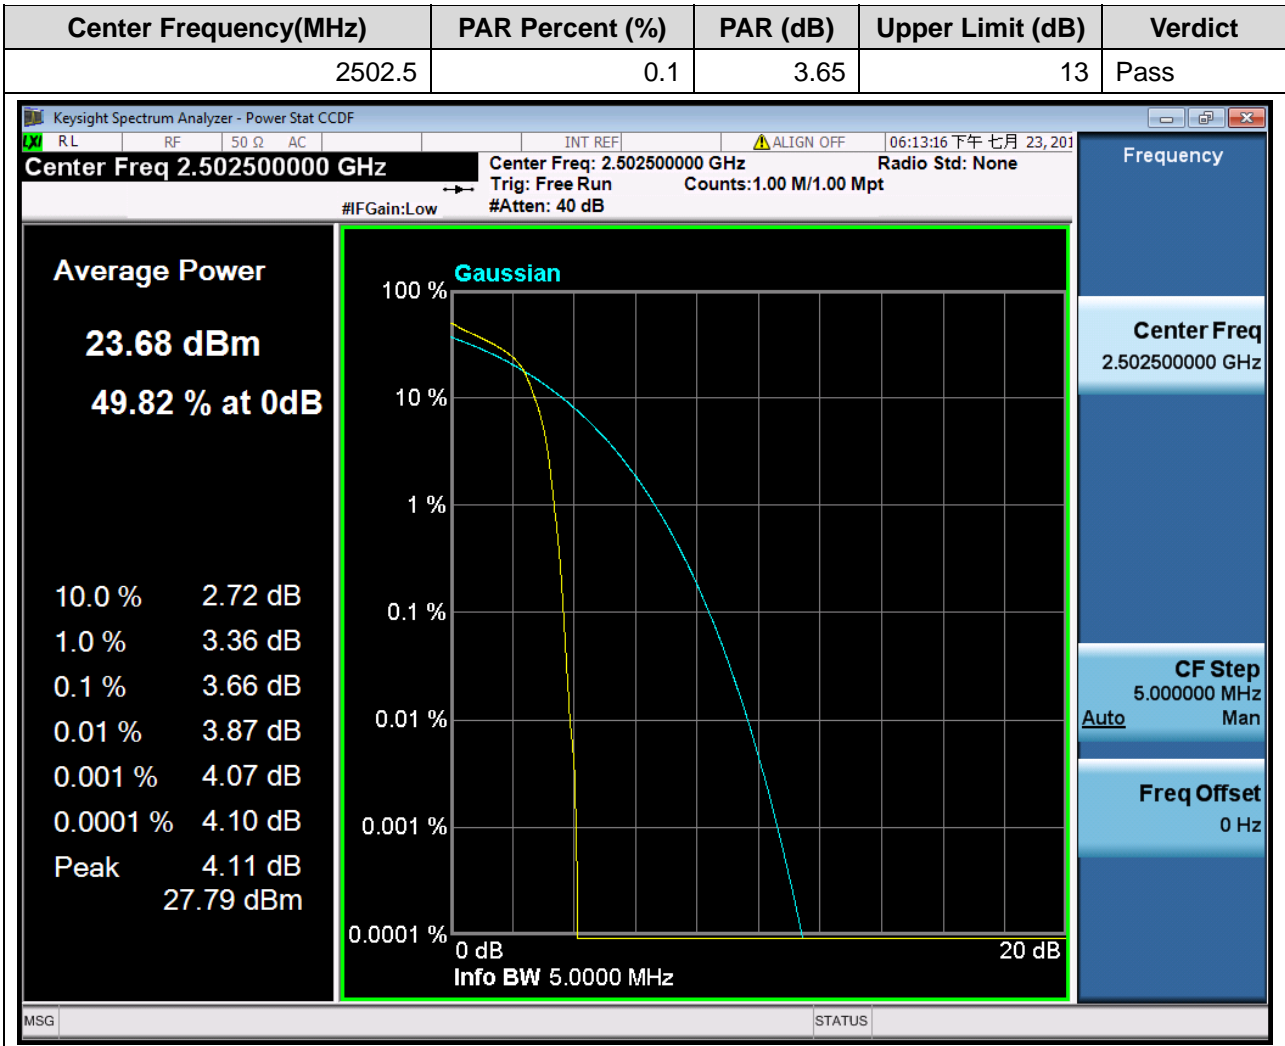 Center Frequency(MHz) PAR Percent (%) PAR (dB) Upper Limit (dB) Verdict
2502.5 0.1 3.65 13 Pass
Keysight Spectrum Analyzer - Power Stat CCDF
LXI RL RF 50 Ω AC INT REF ALIGN OFF 06:13:16 下午 七月 23, 201
Center Freq 2.502500000 GHz
Center Freq: 2.502500000 GHz Radio Std: None
Trig: Free Run Counts:1.00 M/1.00 Mpt
#IFGain:Low #Atten: 40 dB
Frequency
Average Power
23.68 dBm
49.82 % at 0dB
10.0 % 2.72 dB
1.0 % 3.36 dB
0.1 % 3.66 dB
0.01 % 3.87 dB
0.001 % 4.07 dB
0.0001 % 4.10 dB
Peak 4.11 dB
27.79 dBm
Gaussian
100 %
10 %
1 %
0.1 %
0.01 %
0.001 %
0.0001 %
0 dB 20 dB
Info BW 5.0000 MHz
Center Freq
2.502500000 GHz
CF Step
5.000000 MHz
Auto Man
Freq Offset
0 Hz
MSG STATUS